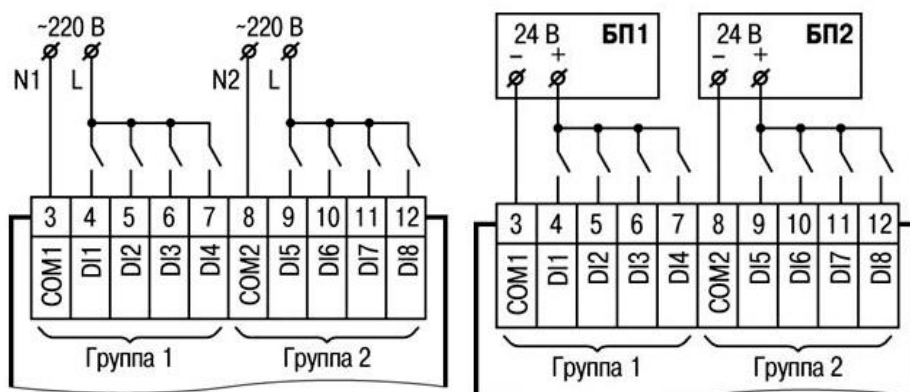 ~220 В ~220 В
N1 L N2 L
3 4 5 6 7 8 9 10 11 12
COM1 DI1 DI2 DI3 DI4 COM2 DI5 DI6 DI7 DI8
Группа 1 Группа 2
24 В БП1 24 В БП2
– + – +
3 4 5 6 7 8 9 10 11 12
COM1 DI1 DI2 DI3 DI4 COM2 DI5 DI6 DI7 DI8
Группа 1 Группа 2